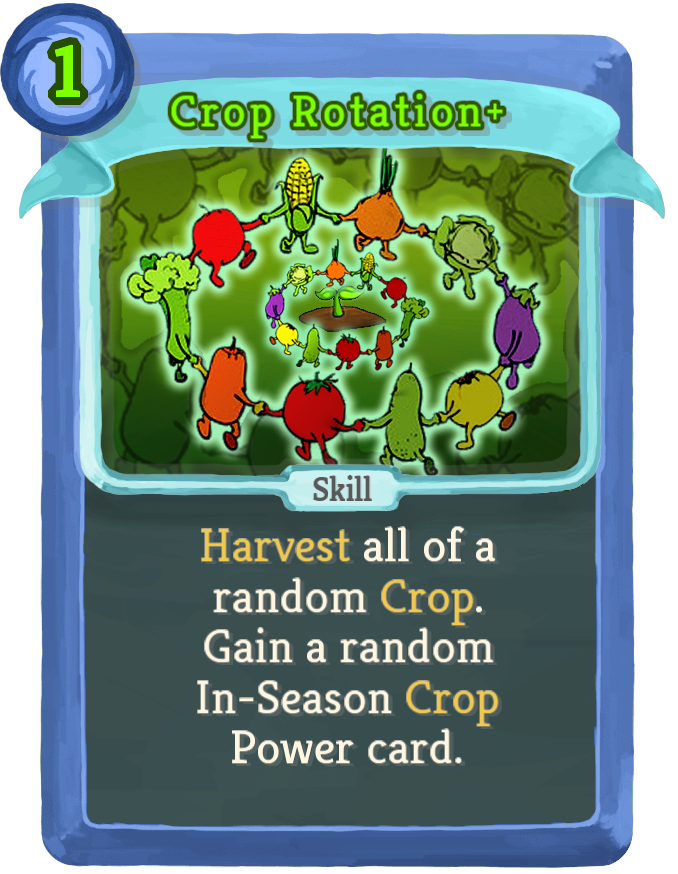 1
Crop Rotation+
Skill
Harvest all of a
random Crop.
Gain a random
In-Season Crop
Power card.